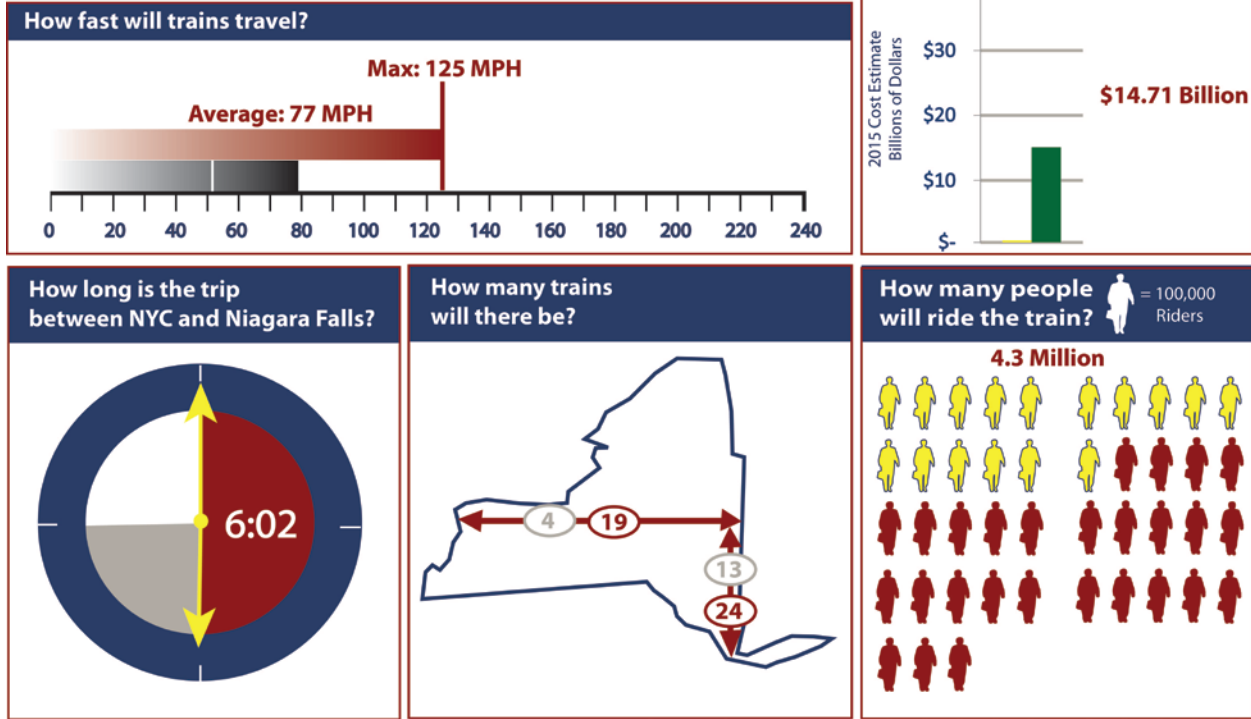 How fast will trains travel?
Max: 125 MPH
Average: 77 MPH
0 20 40 60 80 100 120 140 160 180 200 220 240
2015 Cost Estimate
Billions of Dollars
$30
$20
$10
$-
$14.71 Billion
How long is the trip
between NYC and Niagara Falls?
6:02
How many trains
will there be?
4 19
13
24
How many people
will ride the train?
= 100,000
Riders
4.3 Million